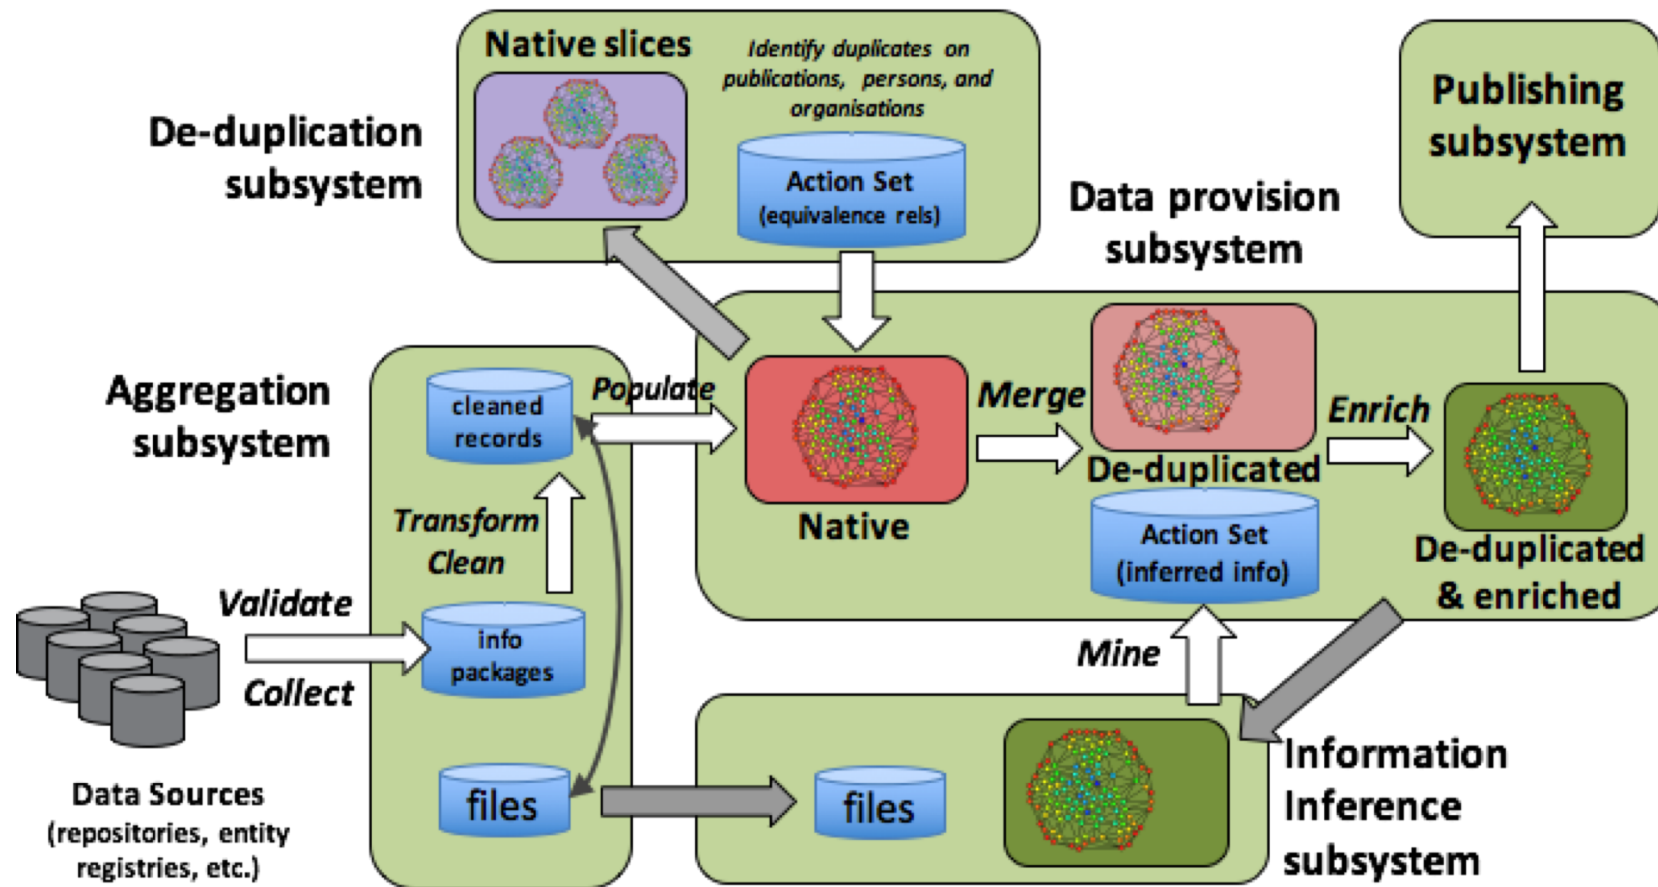 Native slices
Identify duplicates on
publications, persons, and
organisations
Action Set
(equivalence rels)
De-duplication
subsystem
Publishing
subsystem
Data provision
subsystem
Aggregation
subsystem
cleaned
records
Populate
Native
Merge
De-duplicated
Enrich
De-duplicated
& enriched
Action Set
(inferred info)
Transform
Clean
Validate
Collect
info
packages
Mine
Data Sources
(repositories, entity
registries, etc.)
files
files
Information
Inference
subsystem